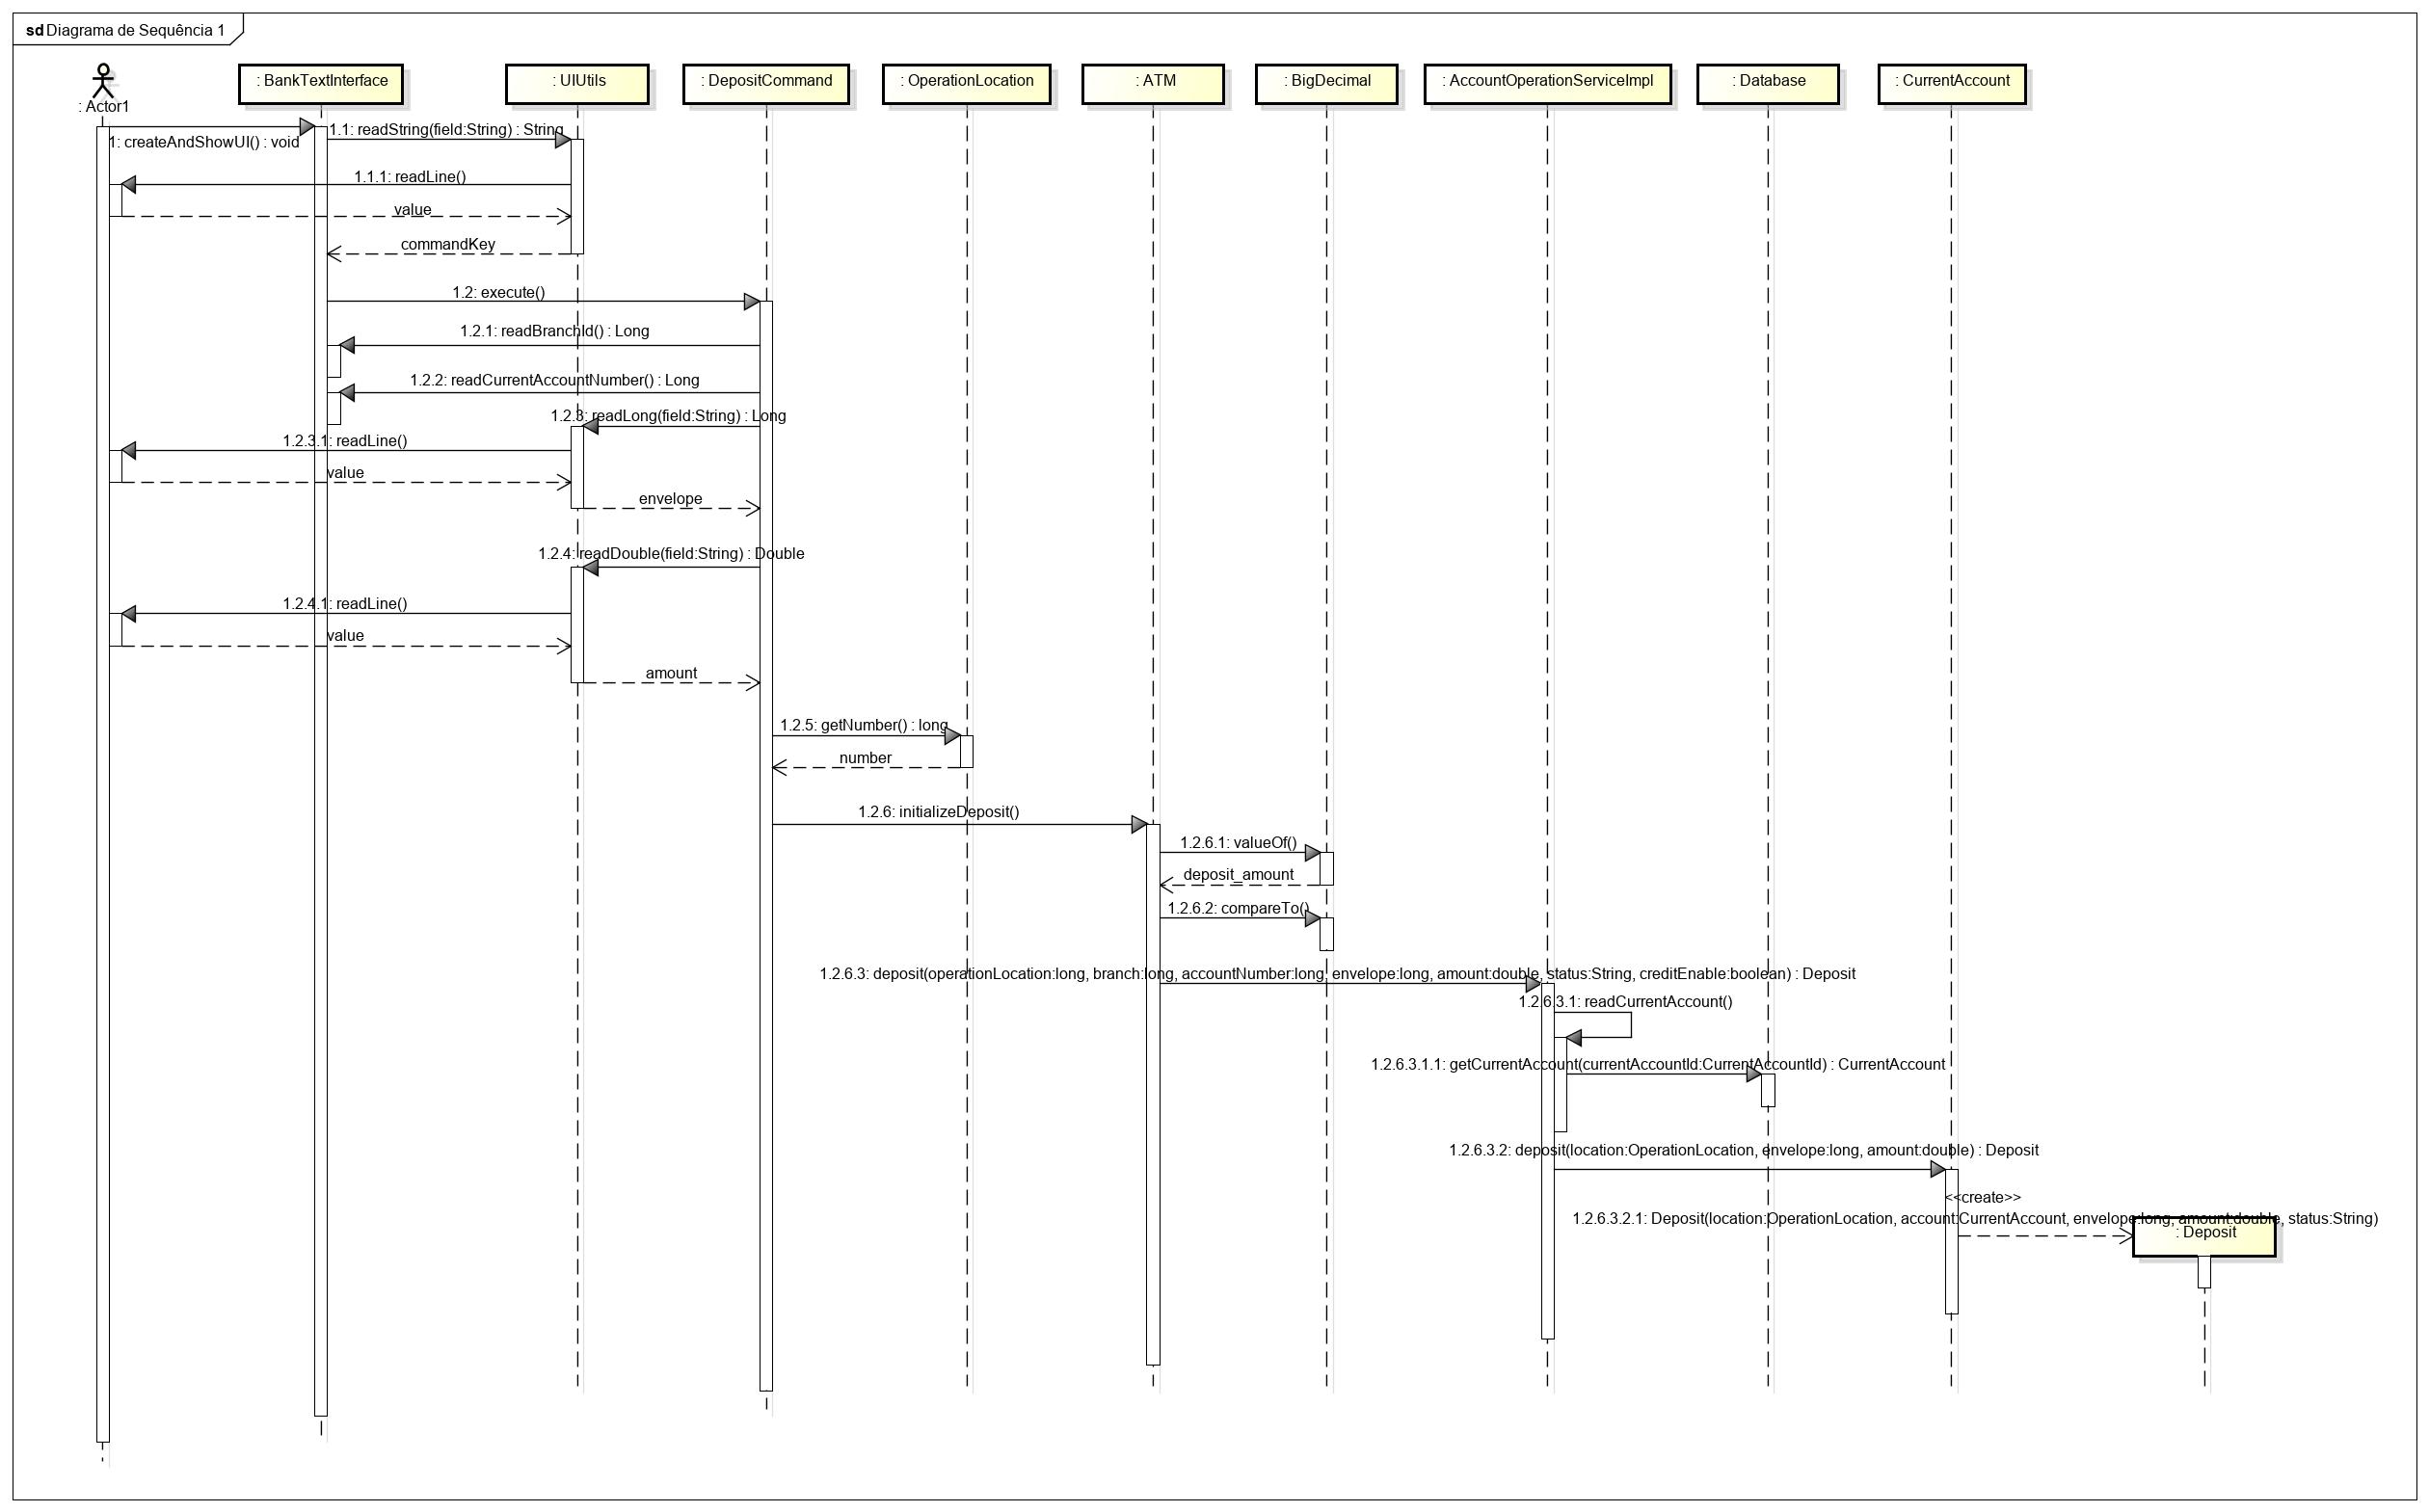 sd Diagrama de Sequência 1
: Actor1
: BankTextInterface
: UIUtils
: DepositCommand
: OperationLocation
: ATM
: BigDecimal
: AccountOperationServiceImpl
: Database
: CurrentAccount
1: createAndShowUI() : void
1.1: readString(field:String) : String
1.1.1: readLine()
value
commandKey
1.2: execute()
1.2.1: readBranchId() : Long
1.2.2: readCurrentAccountNumber() : Long
1.2.3: readLong(field:String) : Long
1.2.3.1: readLine()
value
envelope
1.2.4: readDouble(field:String) : Double
1.2.4.1: readLine()
value
amount
1.2.5: getNumber() : long
number
1.2.6: initializeDeposit()
1.2.6.1: valueOf()
deposit_amount
1.2.6.2: compareTo()
1.2.6.3: deposit(operationLocation:long, branch:long, accountNumber:long, envelope:long, amount:double, status:String, creditEnable:boolean) : Deposit
1.2.6.3.1: readCurrentAccount()
1.2.6.3.1.1: getCurrentAccount(currentAccountId:CurrentAccountId) : CurrentAccount
1.2.6.3.2: deposit(location:OperationLocation, envelope:long, amount:double) : Deposit
<<create>>
1.2.6.3.2.1: Deposit(location:OperationLocation, account:CurrentAccount, envelope:long, amount:double, status:String)
: Deposit